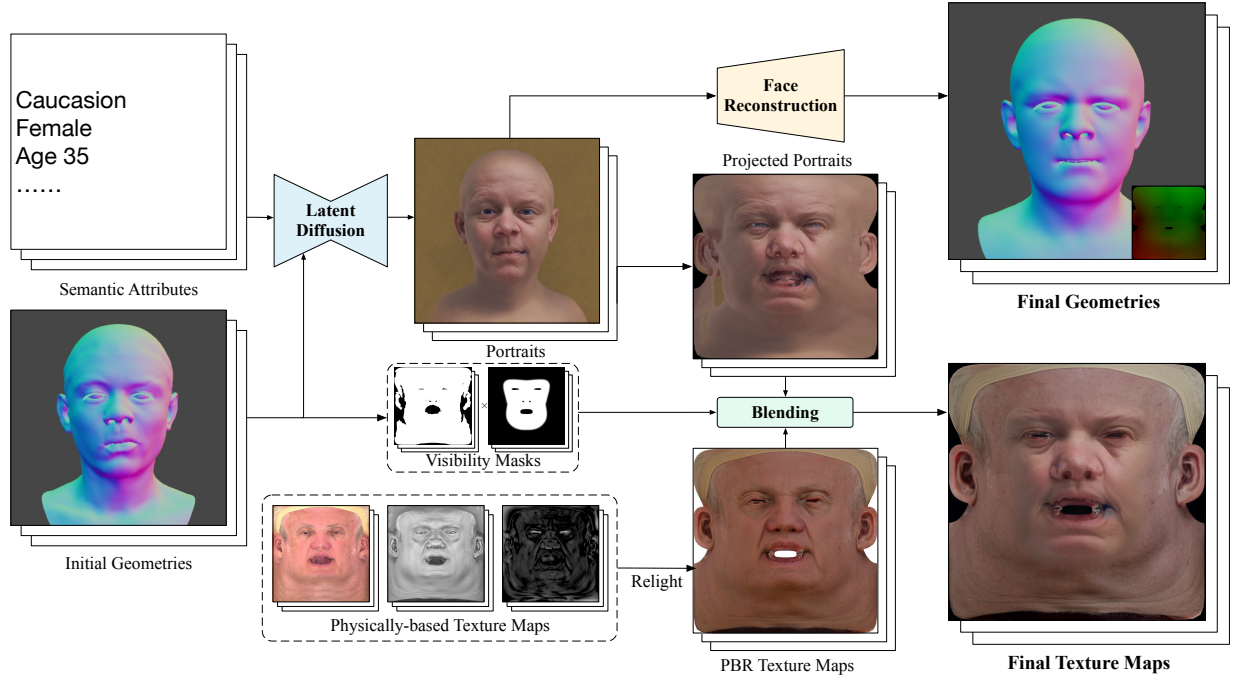 Caucasion
Female
Age 35
......
Semantic Attributes
Latent
Diffusion
Portraits
Face
Reconstruction
Projected Portraits
Final Geometries
Initial Geometries
×
Visibility Masks
Blending
Physically-based Texture Maps
Relight
PBR Texture Maps
Final Texture Maps